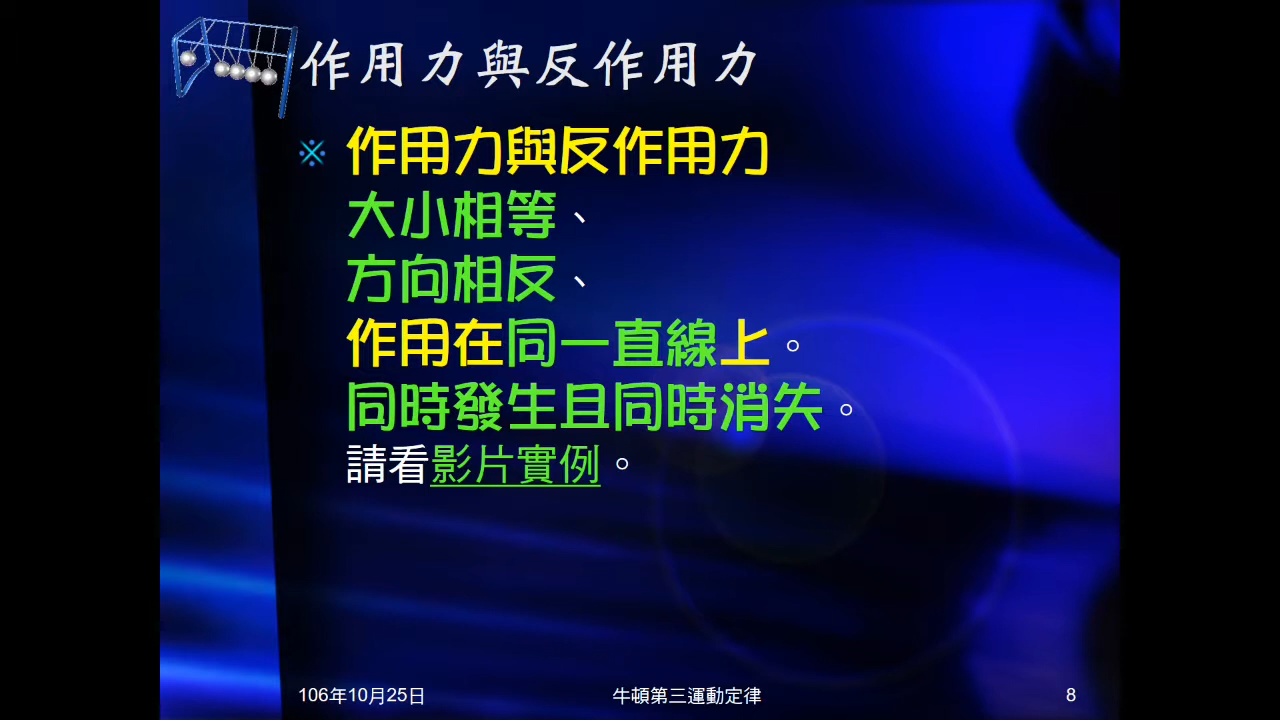 作用力與反作用力
※ 作用力與反作用力
大小相等、
方向相反、
作用在同一直線上。
同時發生且同時消失。
請看影片實例。
106年10月25日 牛頓第三運動定律 8